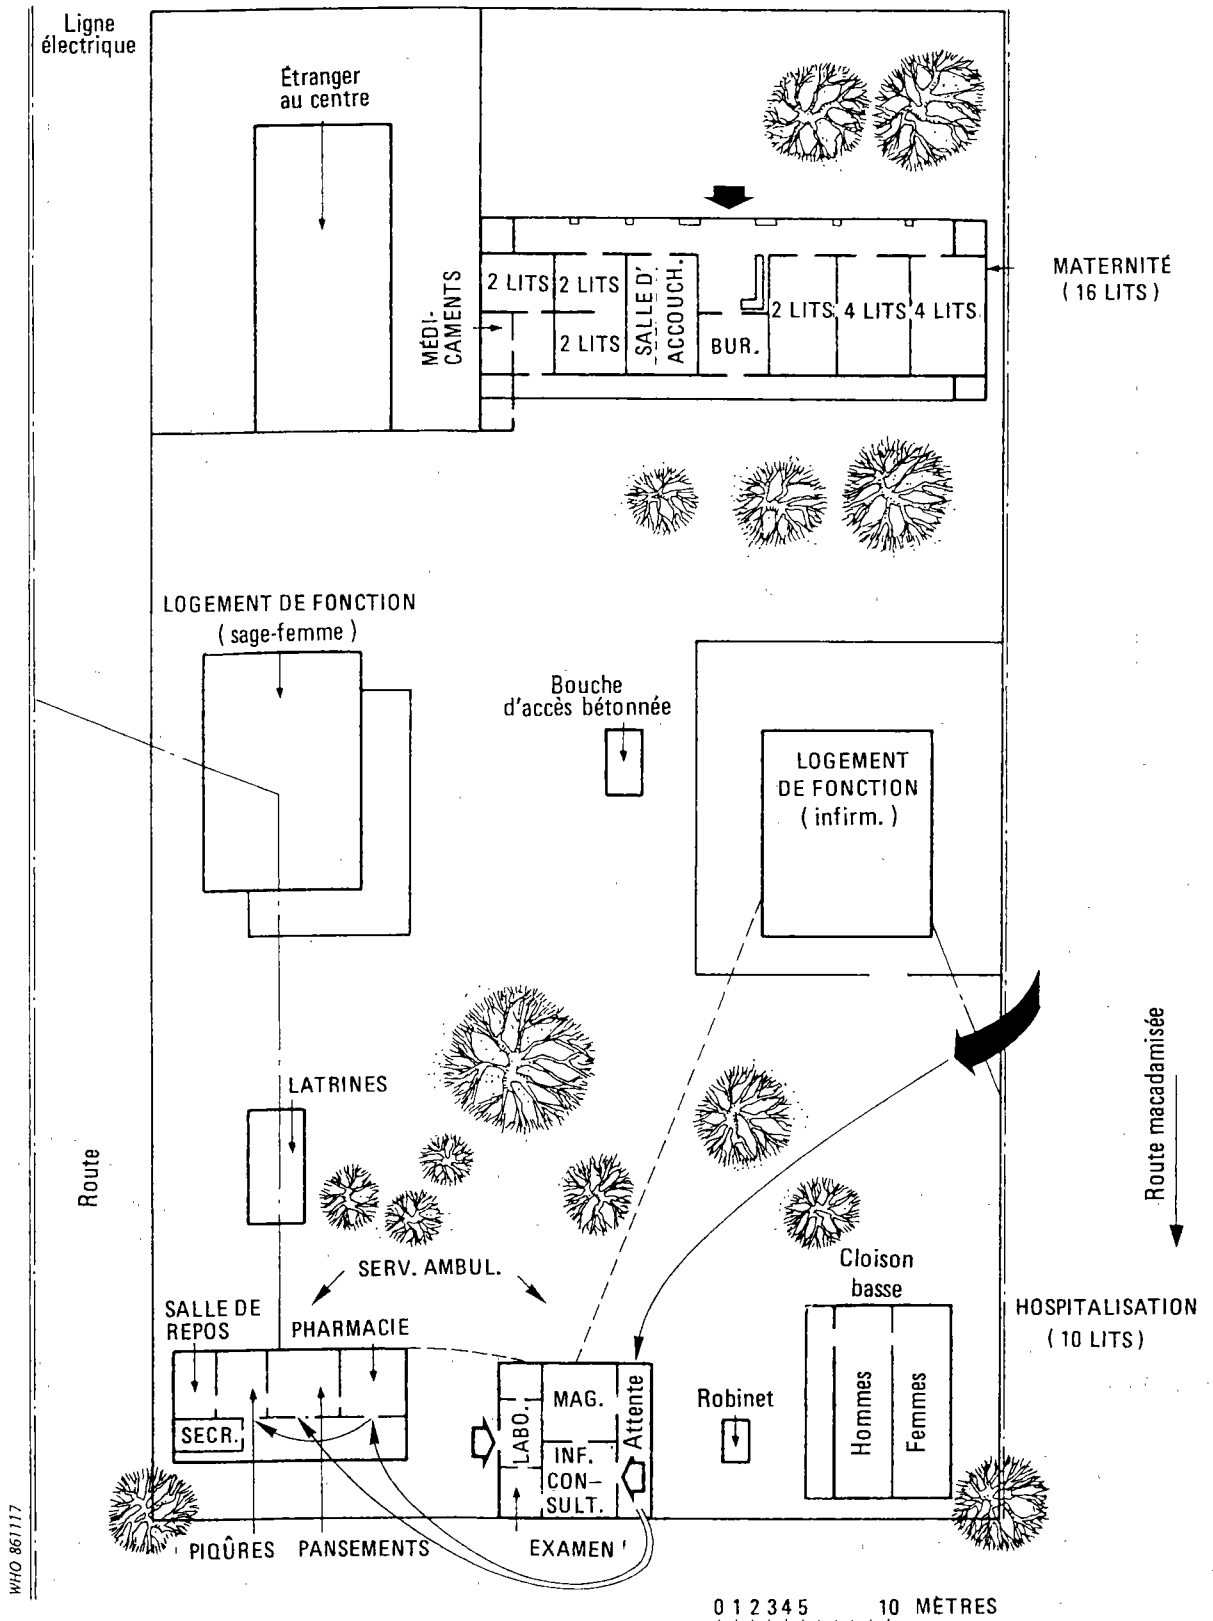 Ligne
électrique
Étranger
au centre
MÉDI-
CAMENTS
2 LITS
2 LITS
2 LITS
SALLE D'
ACCOUCH.
BUR.
2 LITS
4 LITS
4 LITS
MATERNITÉ
( 16 LITS )
LOGEMENT DE FONCTION
( sage-femme )
Bouche
d'accès bétonnée
LOGEMENT
DE FONCTION
( infirm. )
LATRINES
Route
Route macadamisée
SERV. AMBUL.
Cloison
basse
SALLE DE
REPOS
PHARMACIE
HOSPITALISATION
( 10 LITS )
SECR.
LABO.
MAG.
INF.
CON-
SULT.
Attente
Robinet
Hommes
Femmes
PIQÛRES
PANSEMENTS
EXAMEN
WHO 861117
0 1 2 3 4 5 10 MÈTRES